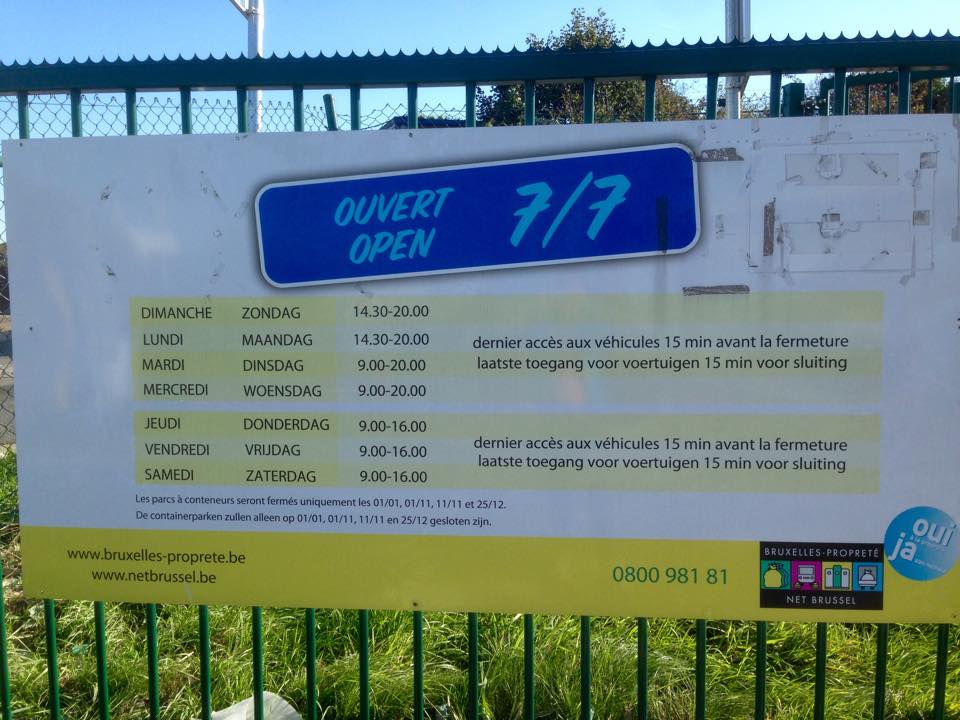 OUVERT 7/7
OPEN
DIMANCHE ZONDAG 14.30-20.00
LUNDI MAANDAG 14.30-20.00
MARDI DINSDAG 9.00-20.00
MERCREDI WOENSDAG 9.00-20.00
dernier accès aux véhicules 15 min avant la fermeture
laatste toegang voor voertuigen 15 min voor sluiting
JEUDI DONDERDAG 9.00-16.00
VENDREDI VRIJDAG 9.00-16.00
SAMEDI ZATERDAG 9.00-16.00
dernier accès aux véhicules 15 min avant la fermeture
laatste toegang voor voertuigen 15 min voor sluiting
Les parcs à conteneurs seront fermés uniquement les 01/01, 01/11, 11/11 et 25/12.
De containerparken zullen alleen op 01/01, 01/11, 11/11 en 25/12 gesloten zijn.
www.bruxelles-proprete.be
www.netbrussel.be
0800 981 81
BRUXELLES-PROPRETÉ
NET BRUSSEL
oui
ja